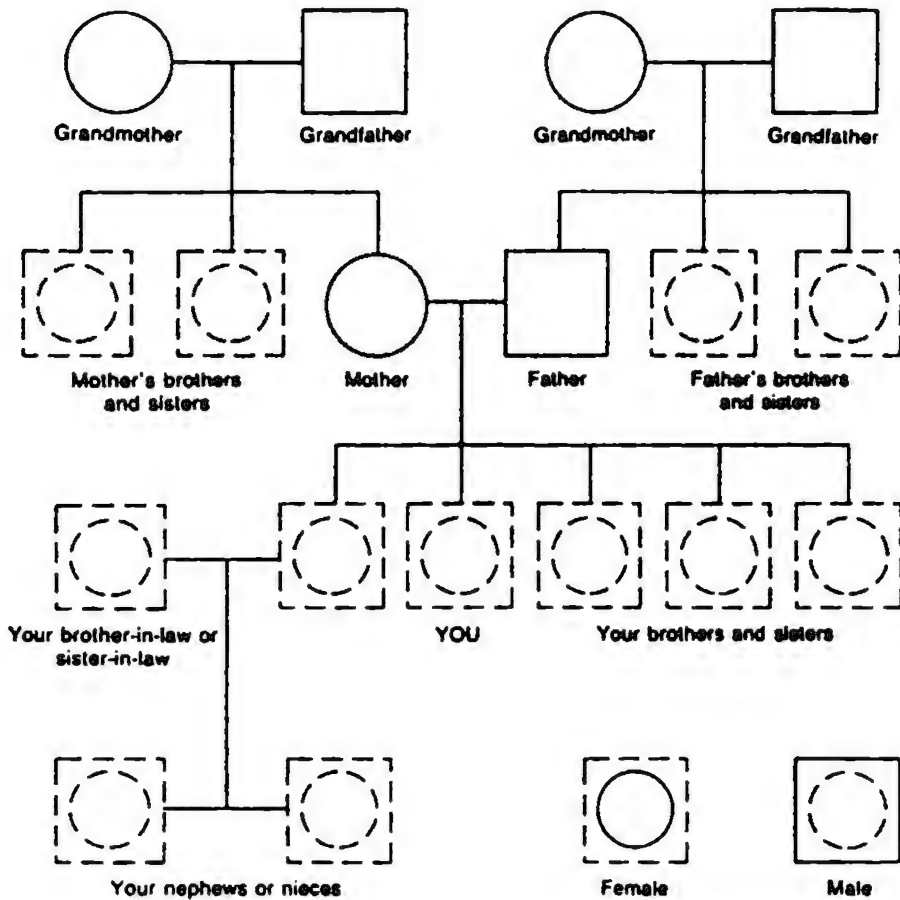 Grandmother
Grandfather
Grandmother
Grandfather
Mother's brothers
and sisters
Mother
Father
Father's brothers
and sisters
Your brother-in-law or
sister-in-law
YOU
Your brothers and sisters
Your nephews or nieces
Female
Male